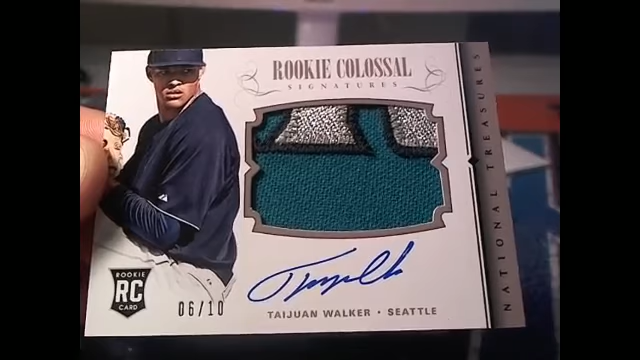 ROOKIE COLOSSAL
SIGNATURES
NATIONAL TREASURES
ROOKIE
RC
CARD
06/10
TAIJUAN WALKER • SEATTLE